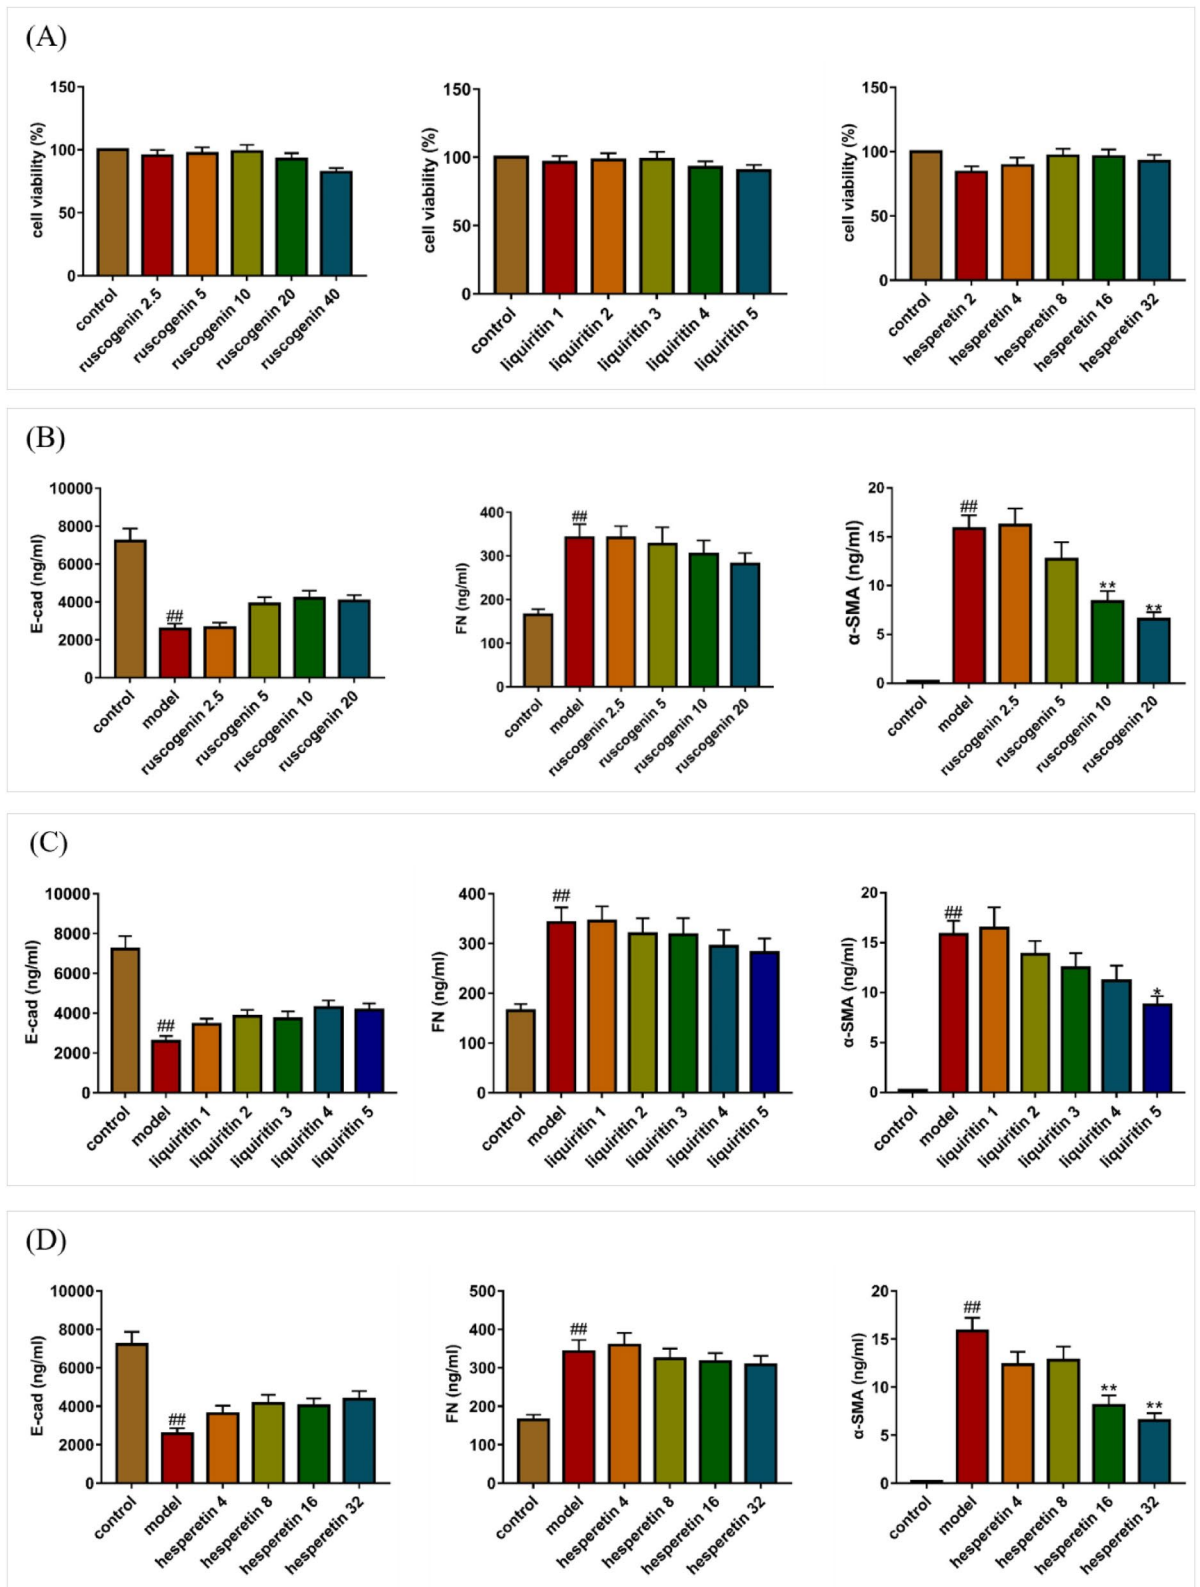 (A)
cell viability (%)
150
100
50
0
control
ruscogenin 2.5
ruscogenin 5
ruscogenin 10
ruscogenin 20
ruscogenin 40
cell viability (%)
150
100
50
0
control
liquiritin 1
liquiritin 2
liquiritin 3
liquiritin 4
liquiritin 5
cell viability (%)
150
100
50
0
control
hesperetin 2
hesperetin 4
hesperetin 8
hesperetin 16
hesperetin 32
(B)
E-cad (ng/ml)
10000
8000
6000
4000
2000
0
##
control
model
ruscogenin 2.5
ruscogenin 5
ruscogenin 10
ruscogenin 20
FN (ng/ml)
400
300
200
100
0
##
control
model
ruscogenin 2.5
ruscogenin 5
ruscogenin 10
ruscogenin 20
α-SMA (ng/ml)
20
15
10
5
0
##
**
**
control
model
ruscogenin 2.5
ruscogenin 5
ruscogenin 10
ruscogenin 20
(C)
E-cad (ng/ml)
10000
8000
6000
4000
2000
0
##
control
model
liquiritin 1
liquiritin 2
liquiritin 3
liquiritin 4
liquiritin 5
FN (ng/ml)
400
300
200
100
0
##
control
model
liquiritin 1
liquiritin 2
liquiritin 3
liquiritin 4
liquiritin 5
α-SMA (ng/ml)
20
15
10
5
0
##
*
control
model
liquiritin 1
liquiritin 2
liquiritin 3
liquiritin 4
liquiritin 5
(D)
E-cad (ng/ml)
10000
8000
6000
4000
2000
0
##
control
model
hesperetin 4
hesperetin 8
hesperetin 16
hesperetin 32
FN (ng/ml)
500
400
300
200
100
0
##
control
model
hesperetin 4
hesperetin 8
hesperetin 16
hesperetin 32
α-SMA (ng/ml)
20
15
10
5
0
##
**
**
control
model
hesperetin 4
hesperetin 8
hesperetin 16
hesperetin 32